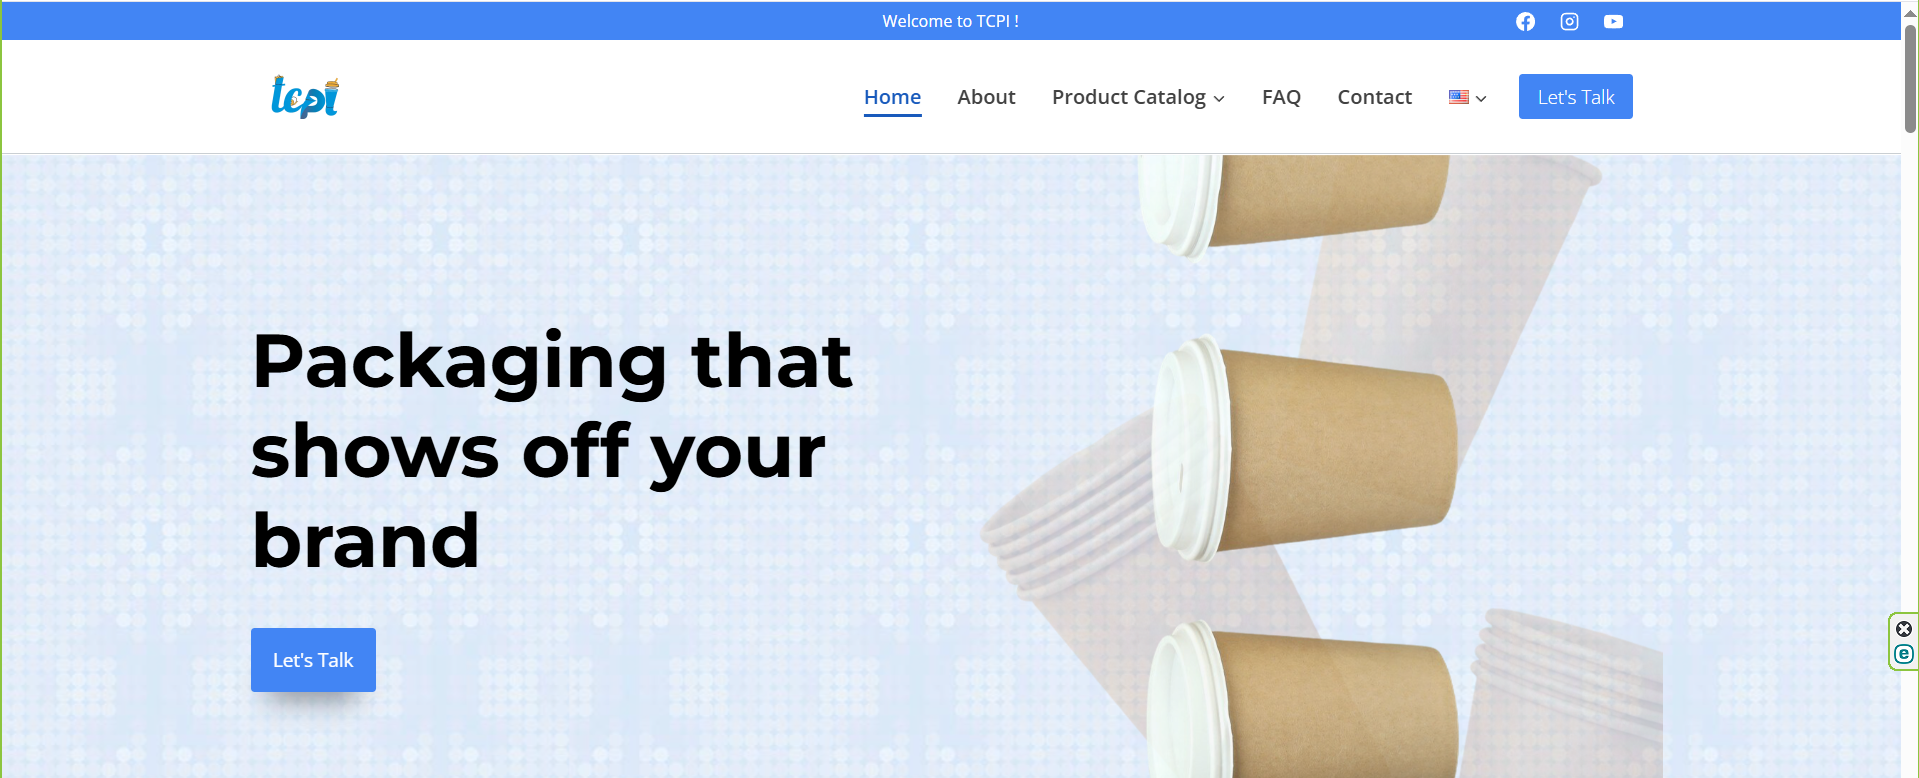 Welcome to TCPI !
tcpi
Home About Product Catalog FAQ Contact Let's Talk
Packaging that
shows off your
brand
Let's Talk